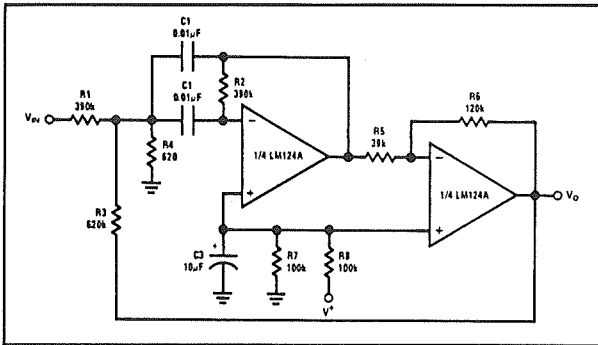 C1
0.01µF
C1
0.01µF
R1
390k
R2
390k
R6
120k
VIN
R4
620
R5
39k
−
1/4 LM124A
+
−
1/4 LM124A
+
VO
R3
620k
C3
10µF
+
R7
100k
R8
100k
V+